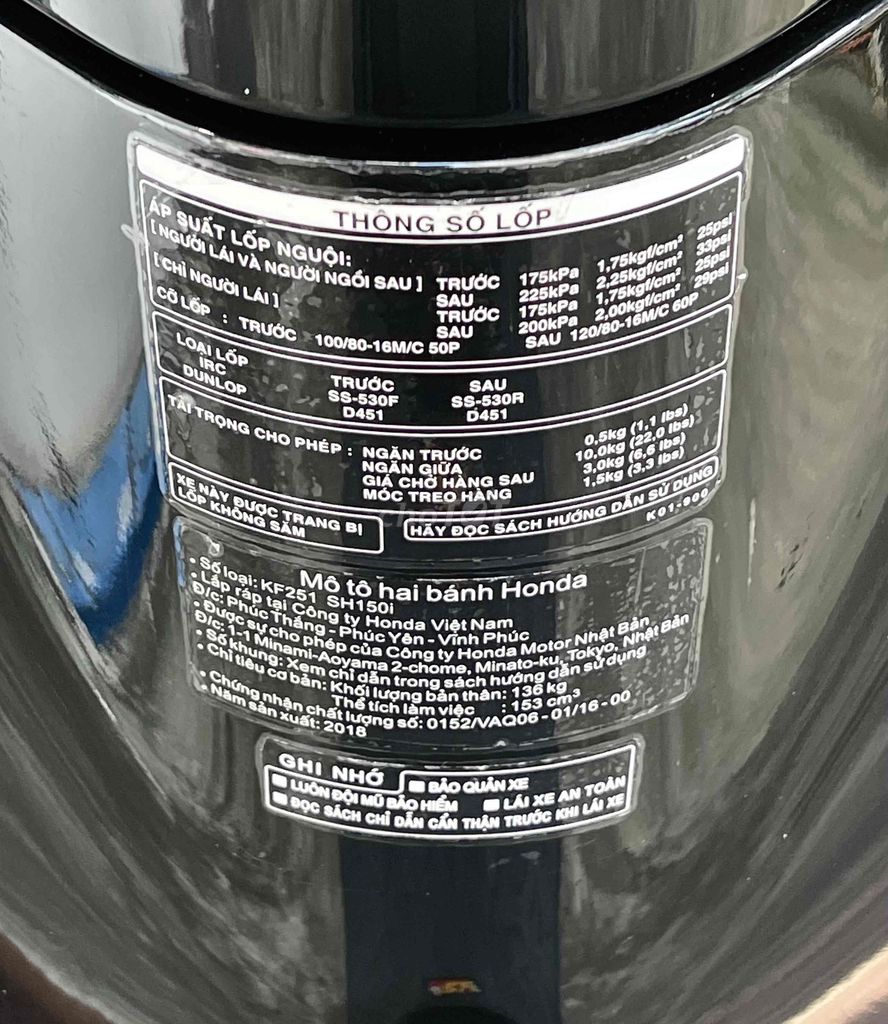 THÔNG SỐ LỐP
ÁP SUẤT LỐP NGUỘI:
[ NGƯỜI LÁI VÀ NGƯỜI NGỒI SAU ] TRƯỚC 175kPa 1,75kgf/cm² 25psi
SAU 225kPa 2,25kgf/cm² 33psi
[ CHỈ NGƯỜI LÁI ] TRƯỚC 175kPa 1,75kgf/cm² 25psi
SAU 200kPa 2,00kgf/cm² 29psi
CỠ LỐP : TRƯỚC 100/80-16M/C 50P SAU 120/80-16M/C 60P
LOẠI LỐP TRƯỚC SAU
IRC SS-530F SS-530R
DUNLOP D451 D451
TẢI TRỌNG CHO PHÉP : NGĂN TRƯỚC 0,5kg (1,1 lbs)
NGĂN GIỮA 10,0kg (22,0 lbs)
GIÁ CHỞ HÀNG SAU 3,0kg (6,6 lbs)
MÓC TREO HÀNG 1,5kg (3,3 lbs)
XE NÀY ĐƯỢC TRANG BỊ
LỐP KHÔNG SĂM
HÃY ĐỌC SÁCH HƯỚNG DẪN SỬ DỤNG
K01-900
chợTỐT
Mô tô hai bánh Honda
• Số loại: KF251 SH150i
• Lắp ráp tại Công ty Honda Việt Nam
Đ/c: Phúc Thắng - Phúc Yên - Vĩnh Phúc
• Được sự cho phép của Công ty Honda Motor Nhật Bản
Đ/c: 1-1 Minami-Aoyama 2-chome, Minato-ku, Tokyo, Nhật Bản
• Số khung: Xem chỉ dẫn trong sách hướng dẫn sử dụng
• Chỉ tiêu cơ bản: Khối lượng bản thân: 136 kg
Thể tích làm việc : 153 cm³
• Chứng nhận chất lượng số: 0152/VAQ06 - 01/16 - 00
• Năm sản xuất: 2018
GHI NHỚ
■ BẢO QUẢN XE
■ LUÔN ĐỘI MŨ BẢO HIỂM ■ LÁI XE AN TOÀN
■ ĐỌC SÁCH CHỈ DẪN CẨN THẬN TRƯỚC KHI LÁI XE